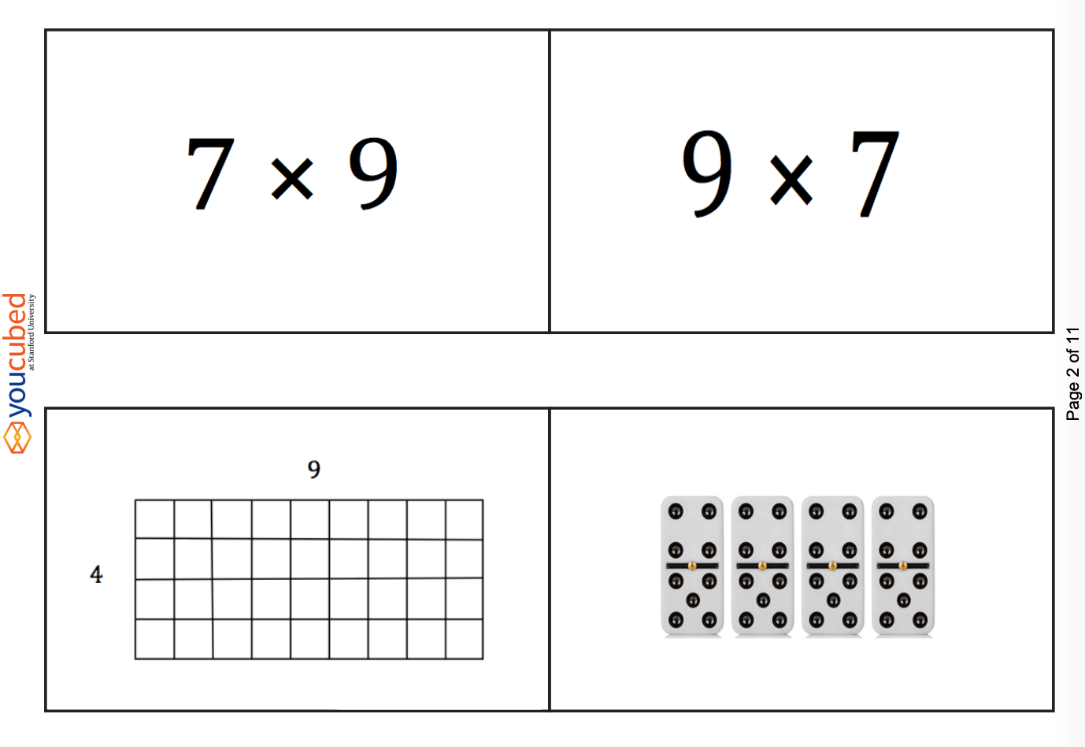 7 × 9
9 × 7
9
4
youcubed
at Stanford University
Page 2 of 11